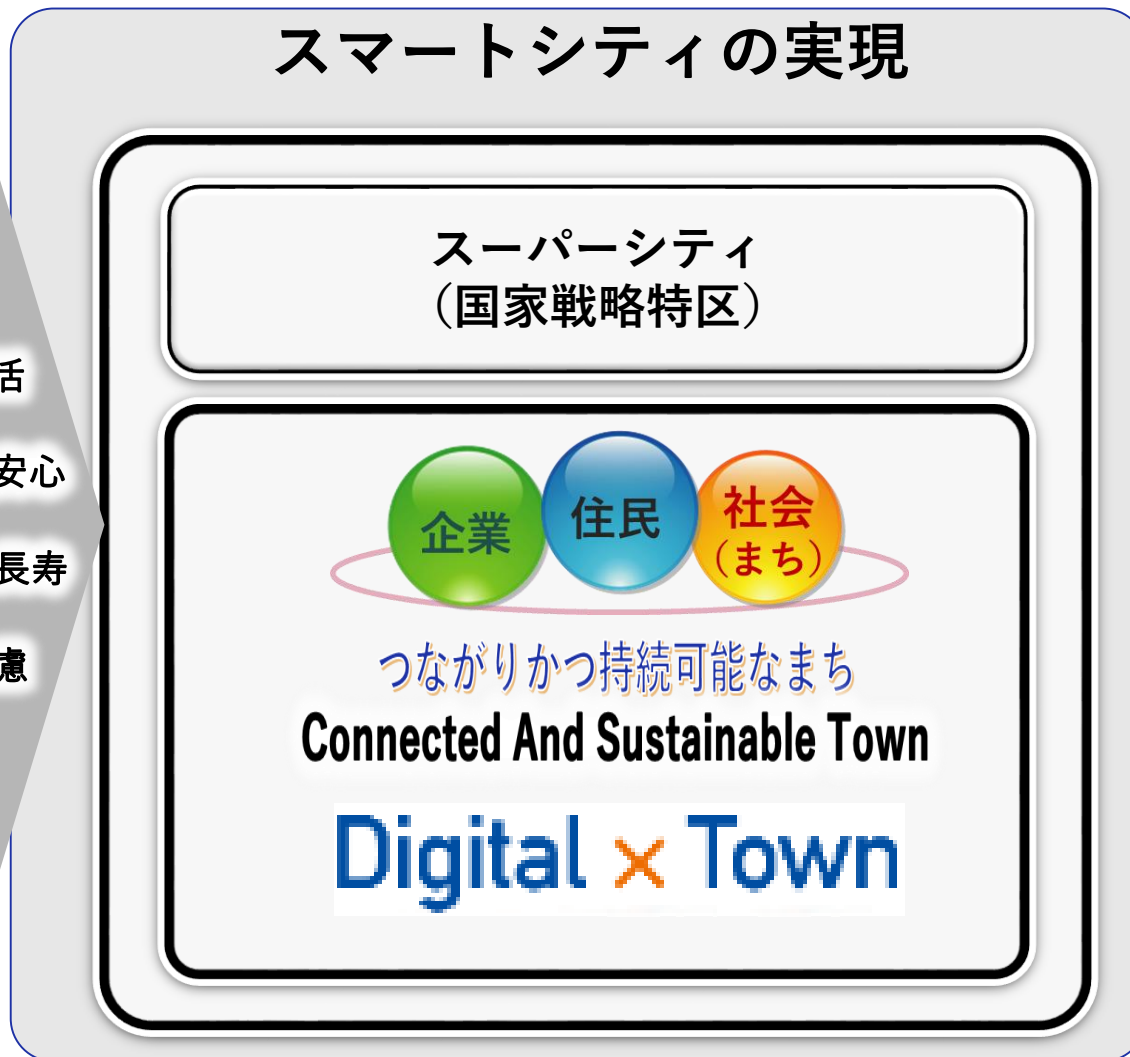 スマートシティの実現
スーパーシティ
（国家戦略特区）
活
安心
長寿
慮
企業
住民
社会
（まち）
つながりかつ持続可能なまち
Connected And Sustainable Town
Digital x Town